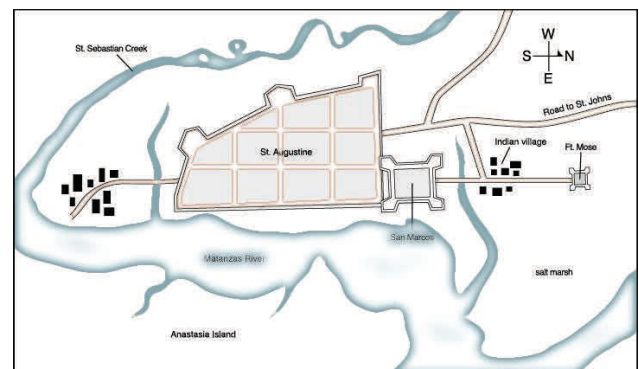 W
St. Sebastian Creek
S
N
E
Road to St. Johns
Indian village
Ft. Mose
St. Augustine
San Marcos
Matanzas River
salt marsh
Anastasia Island